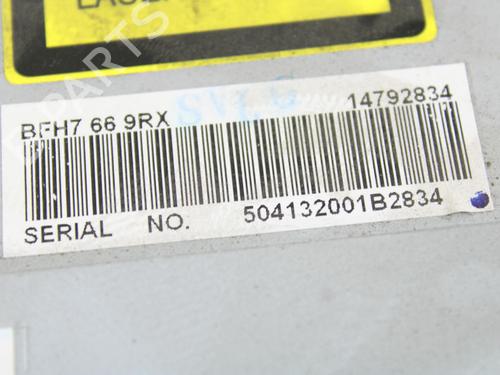 BFH7 66 9RX 14792834
SERIAL NO. 504132001B2834